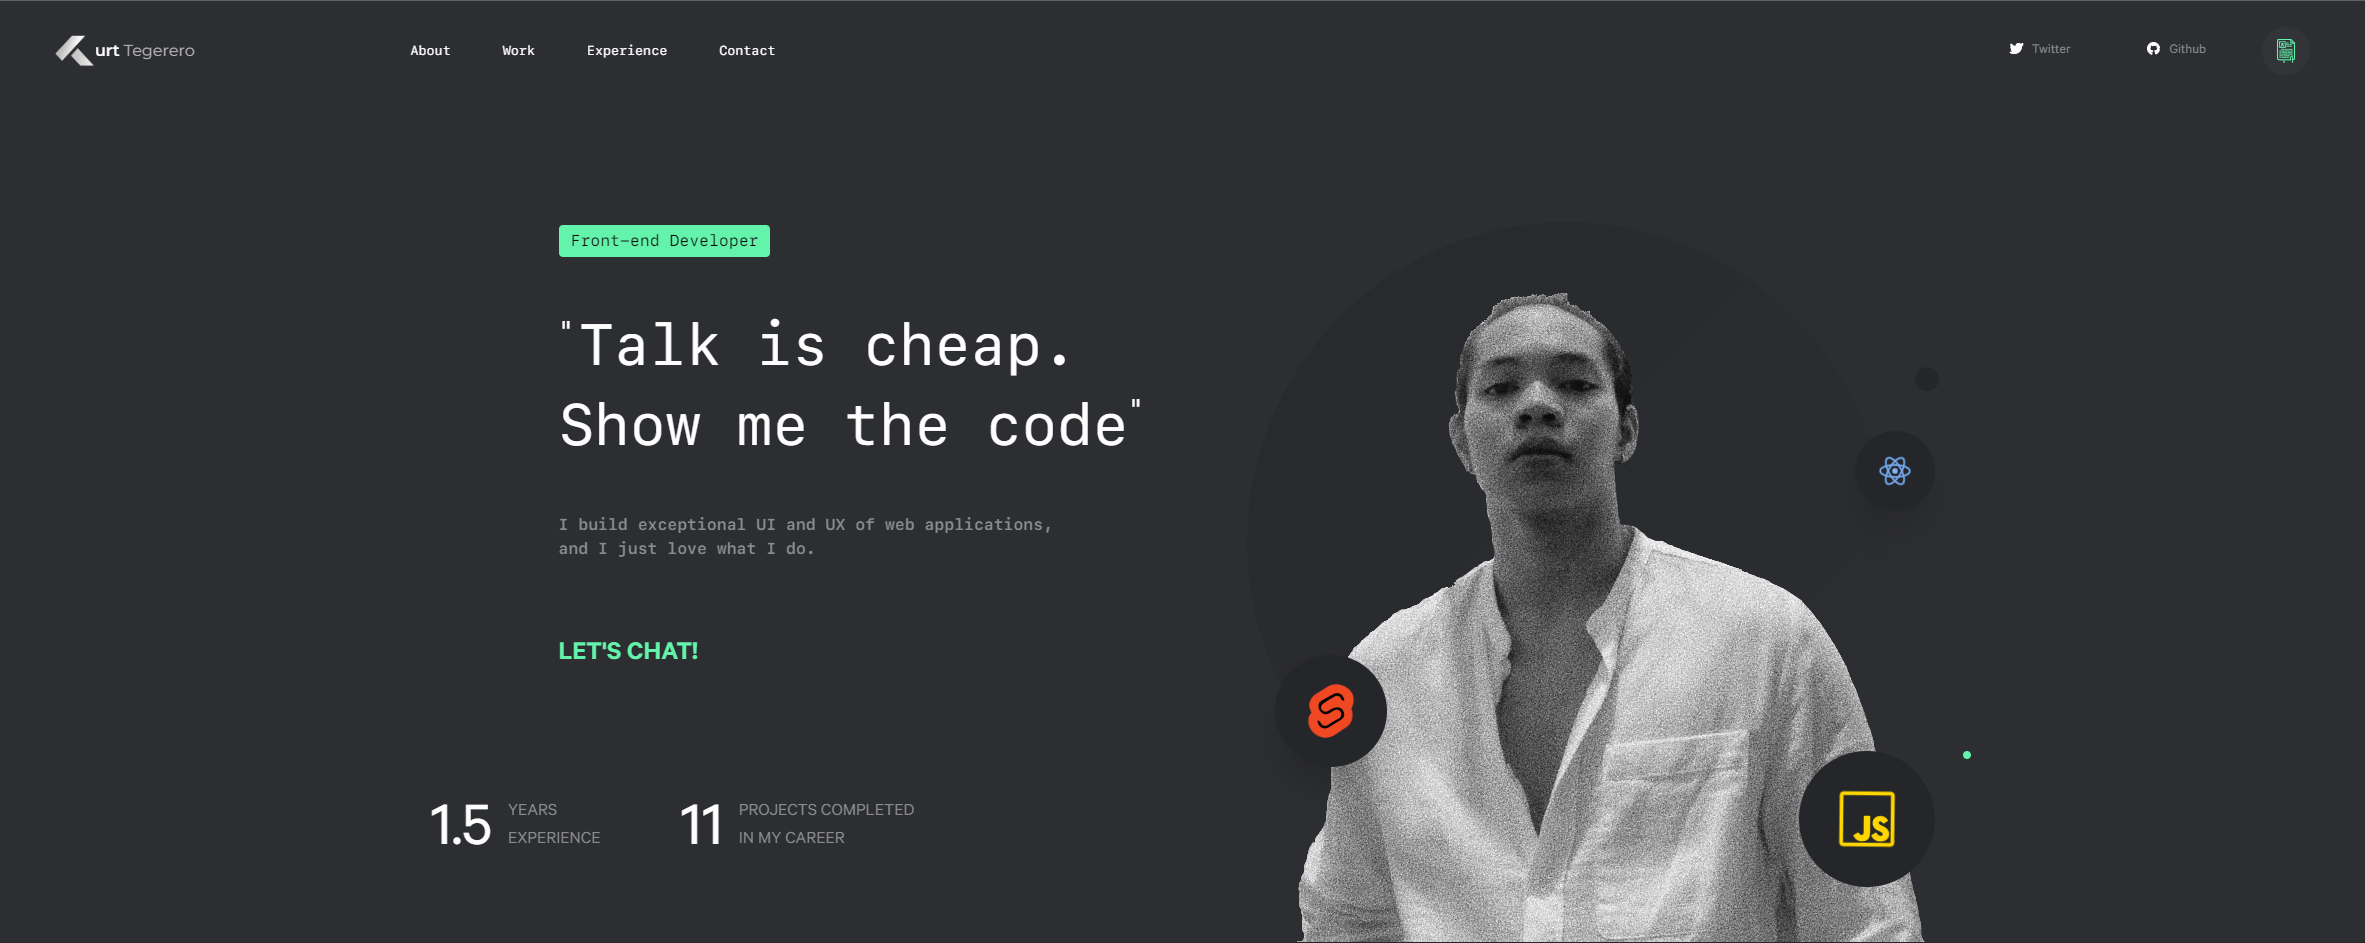 urt Tegerero
About
Work
Experience
Contact
Twitter
Github
Front-end Developer
"Talk is cheap.
Show me the code"
I build exceptional UI and UX of web applications,
and I just love what I do.
LET'S CHAT!
1.5
YEARS
EXPERIENCE
11
PROJECTS COMPLETED
IN MY CAREER
JS